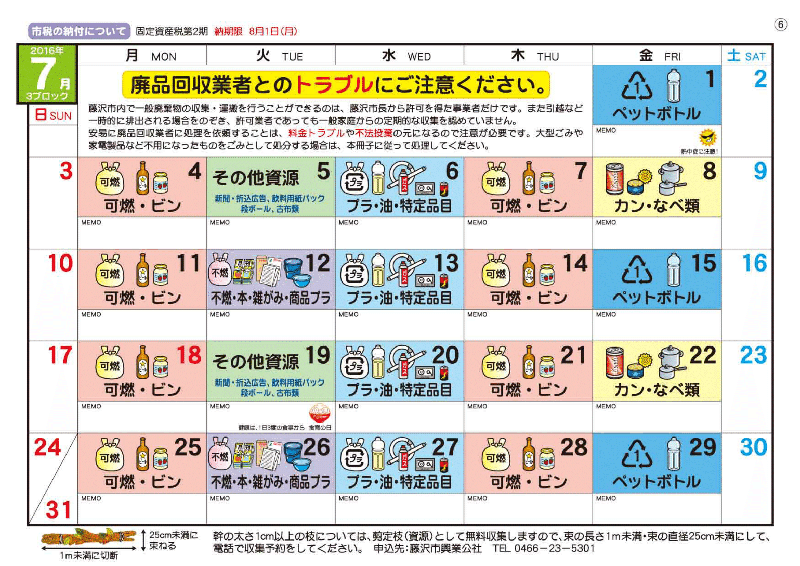 市税の納付について 固定資産税第2期 納期限 8月1日(月)
⑥
2016年
7月
3ブロック
日 SUN
月 MON
火 TUE
水 WED
木 THU
金 FRI
土 SAT
廃品回収業者とのトラブルにご注意ください。
藤沢市内で一般廃棄物の収集・運搬を行うことができるのは、藤沢市長から許可を得た事業者だけです。また引越など
一時的に排出される場合をのぞき、許可業者であっても一般家庭からの定期的な収集を認めていません。
安易に廃品回収業者に処理を依頼することは、料金トラブルや不法投棄の元になるので注意が必要です。大型ごみや
家電製品など不用になったものをごみとして処分する場合は、本冊子に従って処理してください。
1
ペットボトル
MEMO
熱中症ご注意!
2
3
可燃 4
可燃・ビン
MEMO
その他資源 5
新聞・折込広告、飲料用紙パック
段ボール、古布類
MEMO
プラ 6
プラ・油・特定品目
MEMO
可燃 7
可燃・ビン
MEMO
8
カン・なべ類
MEMO
9
10
可燃 11
可燃・ビン
MEMO
不燃 12
不燃・本・雑がみ・商品プラ
MEMO
プラ 13
プラ・油・特定品目
MEMO
可燃 14
可燃・ビン
MEMO
1 15
ペットボトル
MEMO
16
17
可燃 18
可燃・ビン
MEMO
その他資源 19
新聞・折込広告、飲料用紙パック
段ボール、古布類
MEMO
健康は、1日3度の食事から 食育の日
プラ 20
プラ・油・特定品目
MEMO
可燃 21
可燃・ビン
MEMO
22
カン・なべ類
MEMO
23
24
31
可燃 25
可燃・ビン
MEMO
不燃 26
不燃・本・雑がみ・商品プラ
MEMO
プラ 27
プラ・油・特定品目
MEMO
可燃 28
可燃・ビン
MEMO
1 29
ペットボトル
MEMO
30
25cm未満に
束ねる
1m未満に切断
幹の太さ1cm以上の枝については、剪定枝(資源)として無料収集しますので、束の長さ1m未満・束の直径25cm未満にして、
電話で収集予約をしてください。 申込先:藤沢市興業公社 TEL 0466-23-5301